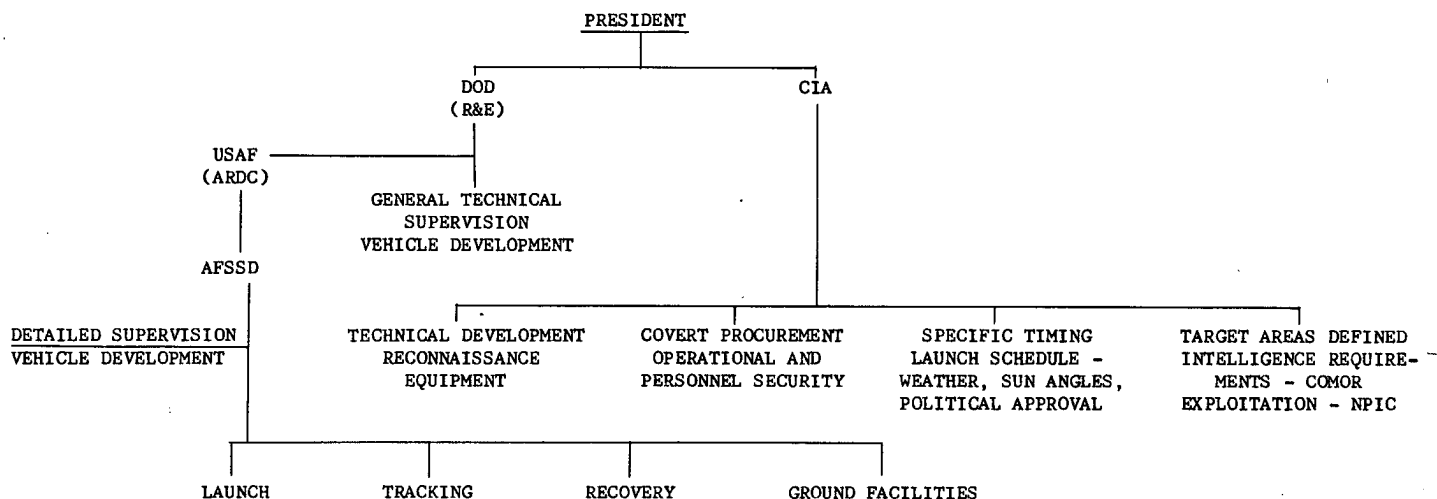 PRESIDENT
DOD
(R&E)
CIA
USAF
(ARDC)
GENERAL TECHNICAL
SUPERVISION
VEHICLE DEVELOPMENT
AFSSD
DETAILED SUPERVISION
VEHICLE DEVELOPMENT
TECHNICAL DEVELOPMENT
RECONNAISSANCE
EQUIPMENT
COVERT PROCUREMENT
OPERATIONAL AND
PERSONNEL SECURITY
SPECIFIC TIMING
LAUNCH SCHEDULE -
WEATHER, SUN ANGLES,
POLITICAL APPROVAL
TARGET AREAS DEFINED
INTELLIGENCE REQUIRE-
MENTS - COMOR
EXPLOITATION - NPIC
LAUNCH
TRACKING
RECOVERY
GROUND FACILITIES